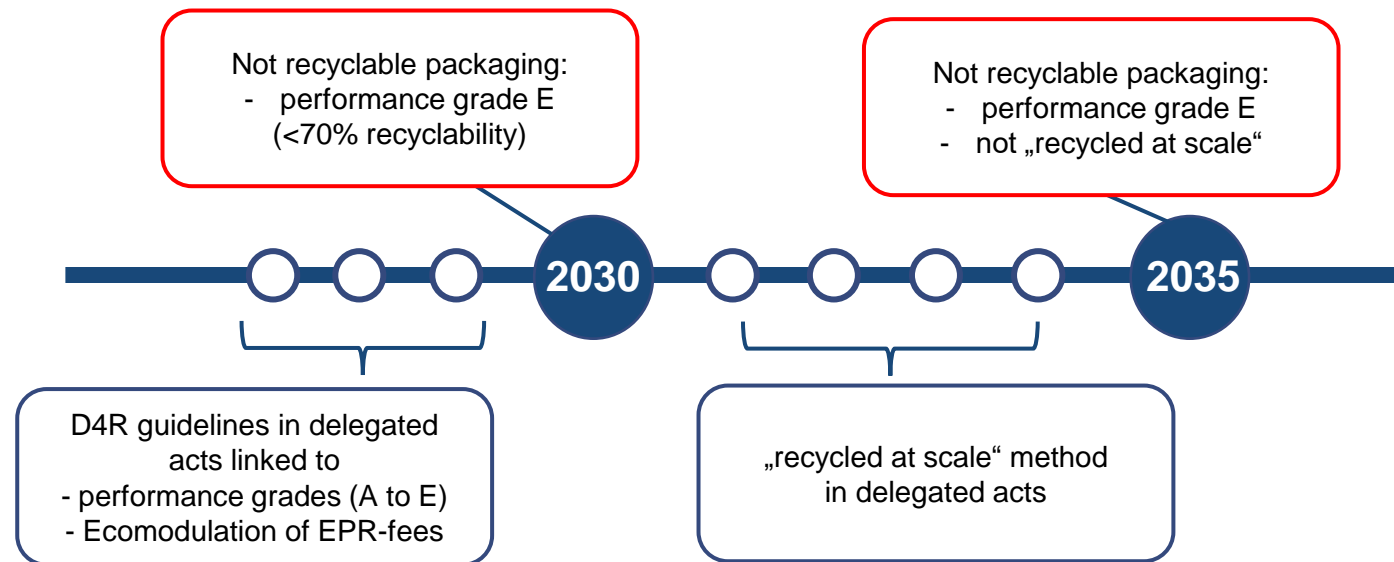 Not recyclable packaging:
- performance grade E
(<70% recyclability)
Not recyclable packaging:
- performance grade E
- not „recycled at scale“
2030
2035
D4R guidelines in delegated
acts linked to
- performance grades (A to E)
- Ecomodulation of EPR-fees
„recycled at scale“ method
in delegated acts